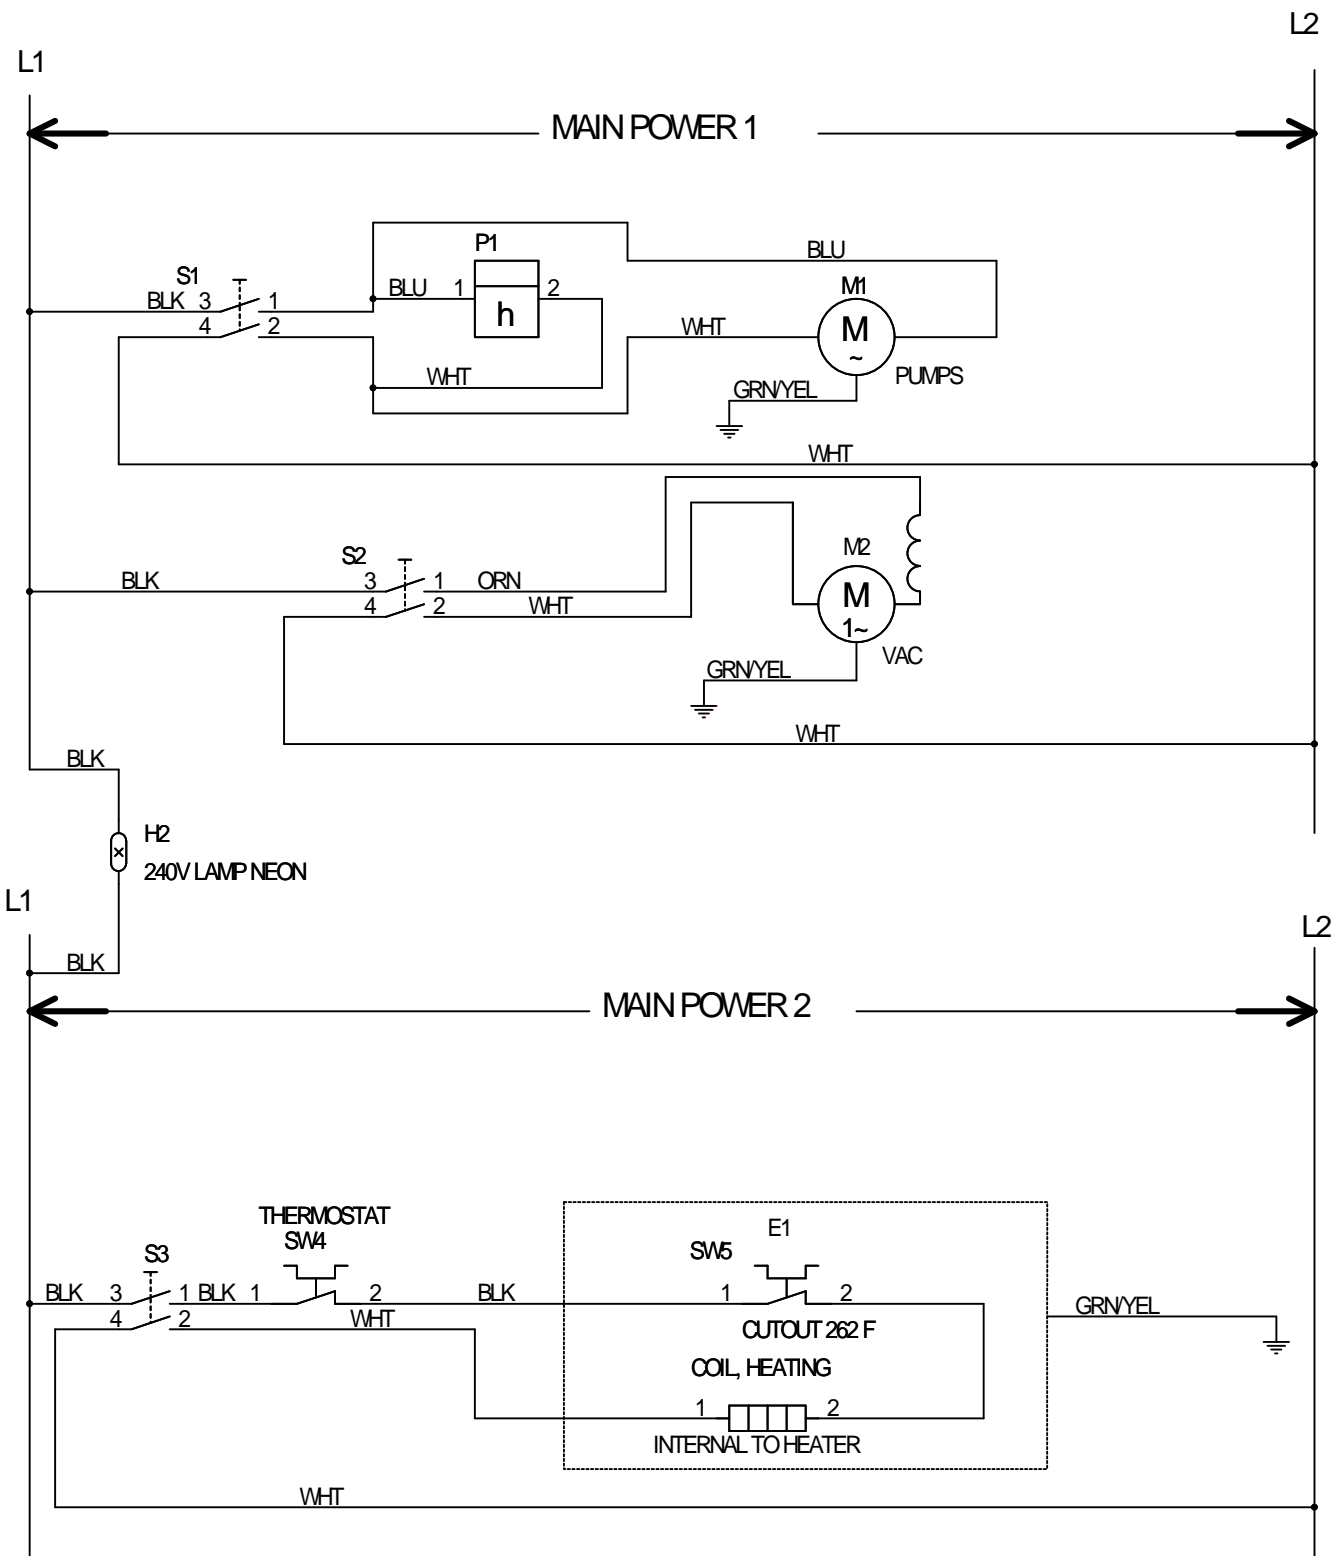 L2
L1
MAIN POWER 1
P1
BLU
S1
BLU 1 2
M1
BLK 3 1
h
4 2
WHT
M
~
WHT
PUMPS
GRN/YEL
WHT
S2
M2
BLK 3 1 ORN
4 2 WHT
M
1~
VAC
GRN/YEL
WHT
BLK
H2
240V LAMP NEON
L1
L2
BLK
MAIN POWER 2
THERMOSTAT
SW4
E1
S3
SW5
BLK 3 1 BLK 1 2 BLK 1 2
GRN/YEL
4 2 WHT
CUTOUT 262 F
COIL, HEATING
1 2
INTERNAL TO HEATER
WHT